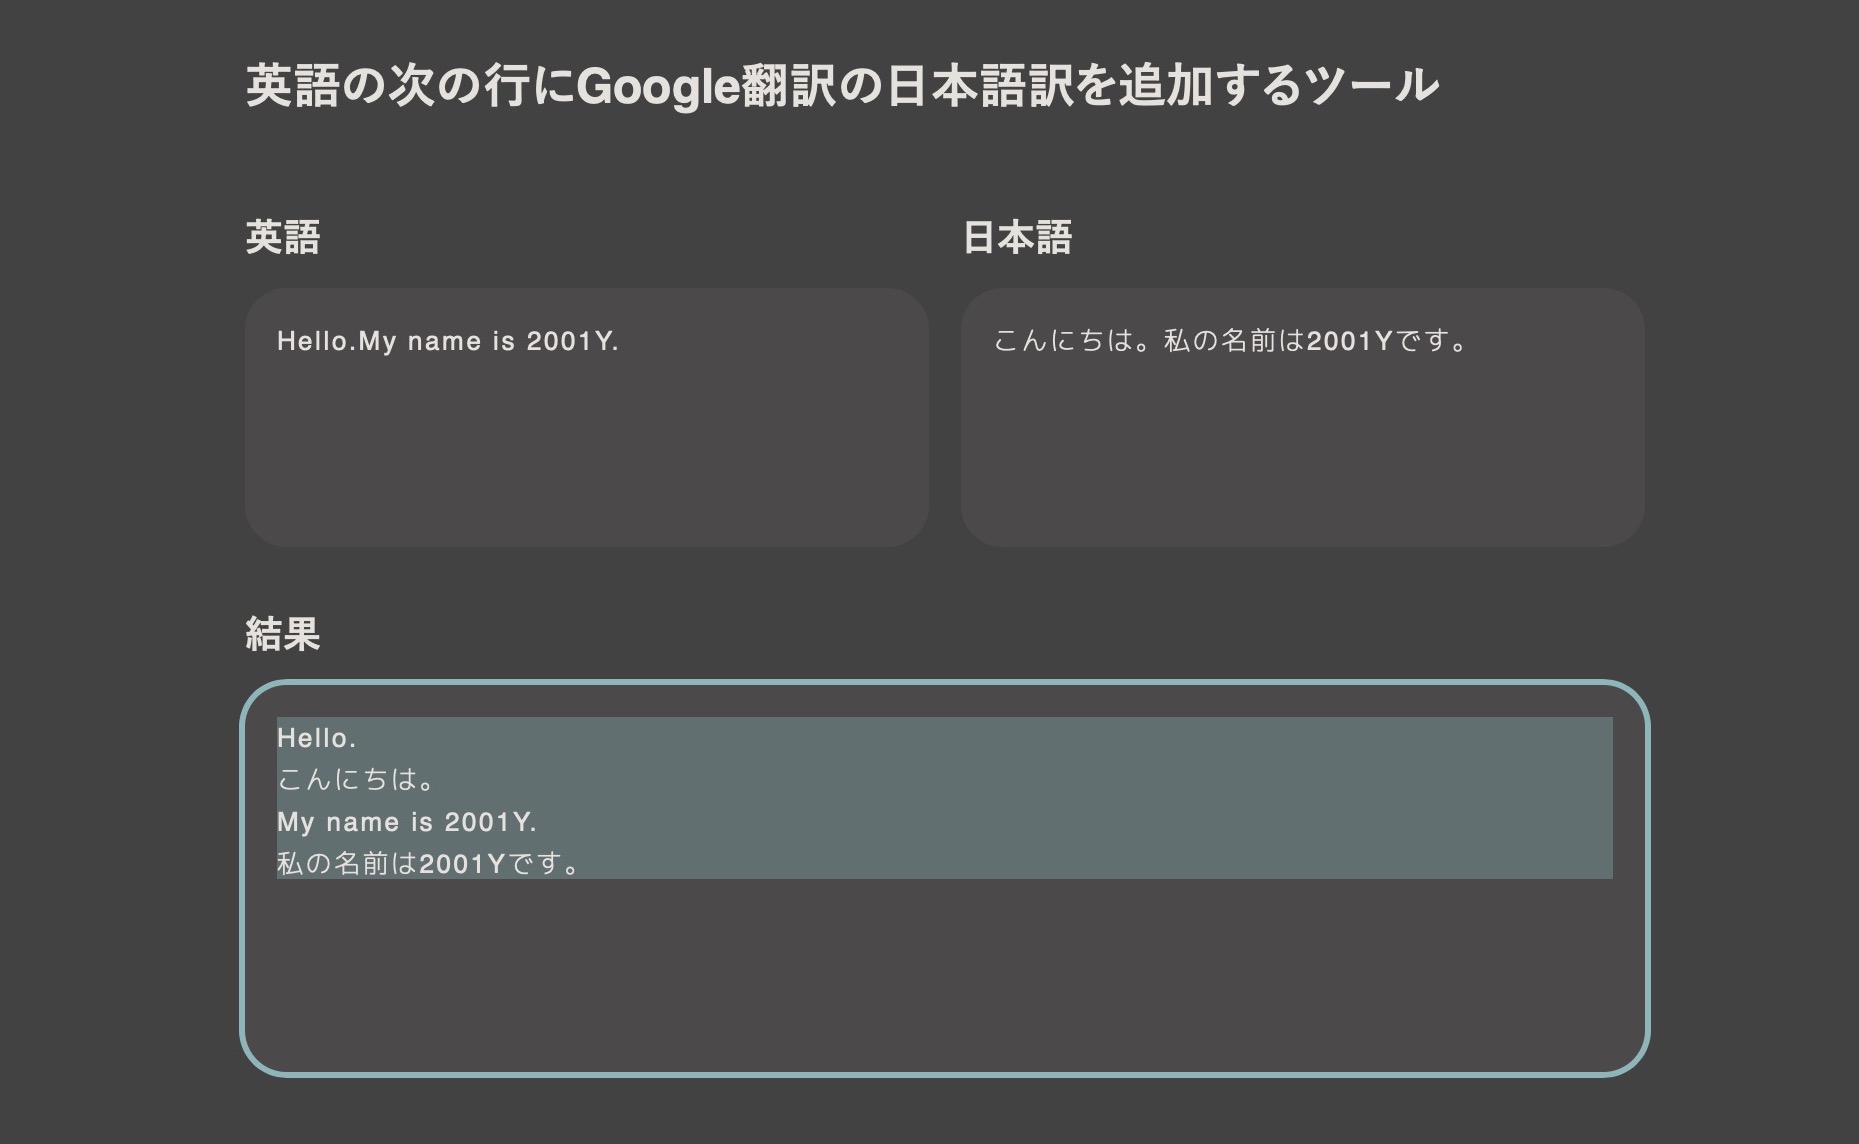 英語の次の行にGoogle翻訳の日本語訳を追加するツール
英語
Hello.My name is 2001Y.
日本語
こんにちは。私の名前は2001Yです。
結果
Hello.
こんにちは。
My name is 2001Y.
私の名前は2001Yです。